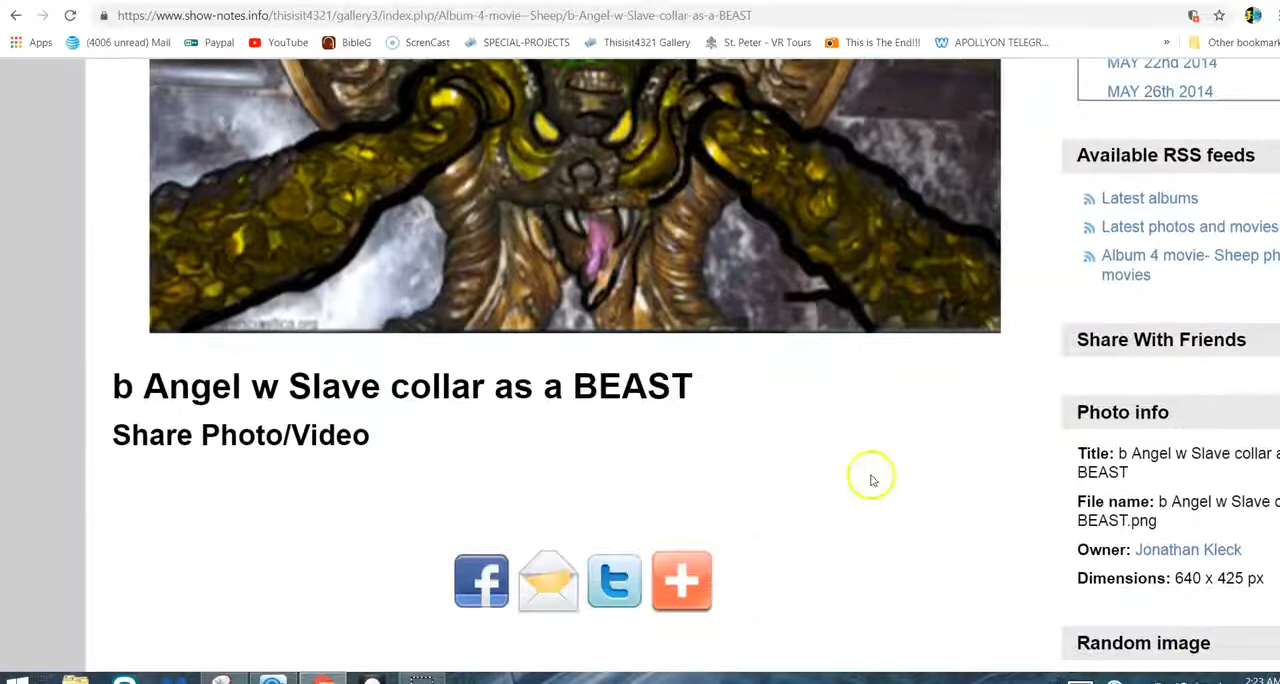 https://www.show-notes.info/thisisit4321/gallery3/index.php/Album-4-movie--Sheep/b-Angel-w-Slave-collar-as-a-BEAST
Apps (4006 unread) Mail Paypal YouTube BibleG ScrenCast SPECIAL-PROJECTS Thisisit4321 Gallery St. Peter - VR Tours This is The End!!! APOLLYON TELEGR... » Other bookmark
MAY 22nd 2014
MAY 26th 2014
Available RSS feeds
Latest albums
Latest photos and movies
Album 4 movie- Sheep ph
movies
Share With Friends
b Angel w Slave collar as a BEAST
Share Photo/Video
Photo info
Title: b Angel w Slave collar a
BEAST
File name: b Angel w Slave c
BEAST.png
Owner: Jonathan Kleck
Dimensions: 640 x 425 px
Random image
2:23 AM